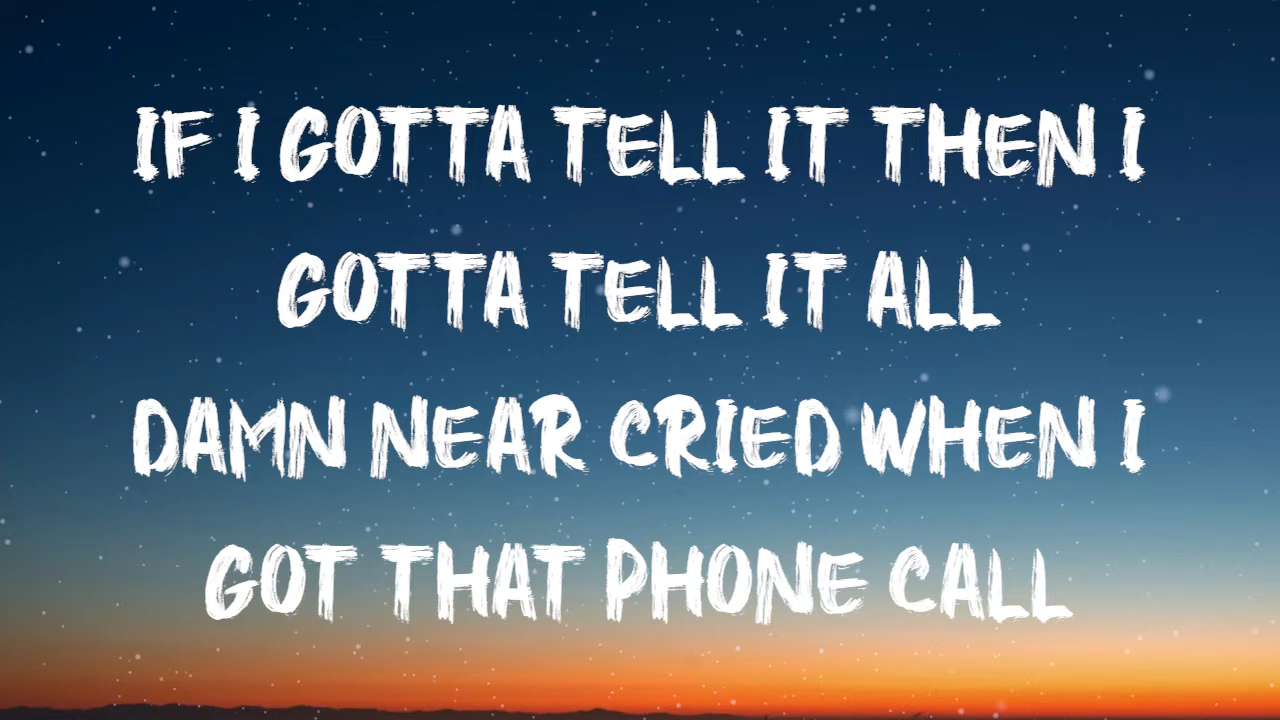 IF I GOTTA TELL IT THEN I
GOTTA TELL IT ALL
DAMN NEAR CRIED WHEN I
GOT THAT PHONE CALL